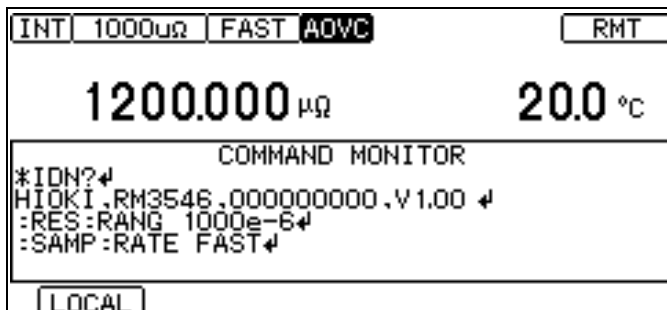 INT 1000uΩ FAST AOVC RMT
1200.000 μΩ 20.0 °C
COMMAND MONITOR
*IDN?↲
HIOKI,RM3546,000000000,V1.00 ↲
:RES:RANG 1000e-6↲
:SAMP:RATE FAST↲
LOCAL